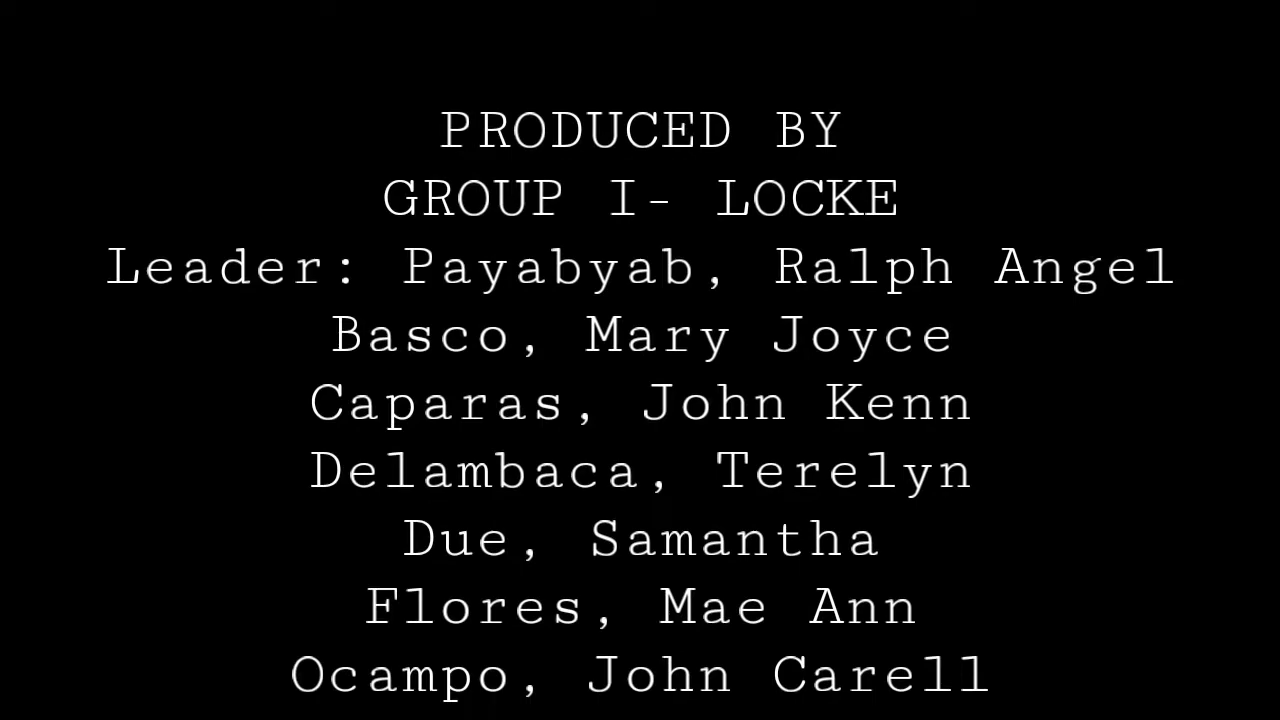 PRODUCED BY
GROUP I- LOCKE
Leader: Payabyab, Ralph Angel
Basco, Mary Joyce
Caparas, John Kenn
Delambaca, Terelyn
Due, Samantha
Flores, Mae Ann
Ocampo, John Carell